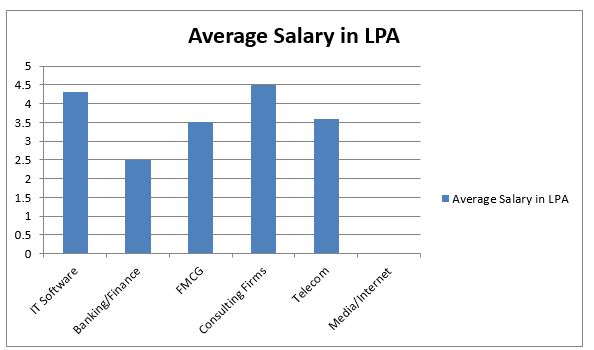 Average Salary in LPA
5
4.5
4
3.5
3
2.5
2
1.5
1
0.5
0
IT Software
Banking/Finance
FMCG
Consulting Firms
Telecom
Media/Internet
Average Salary in LPA